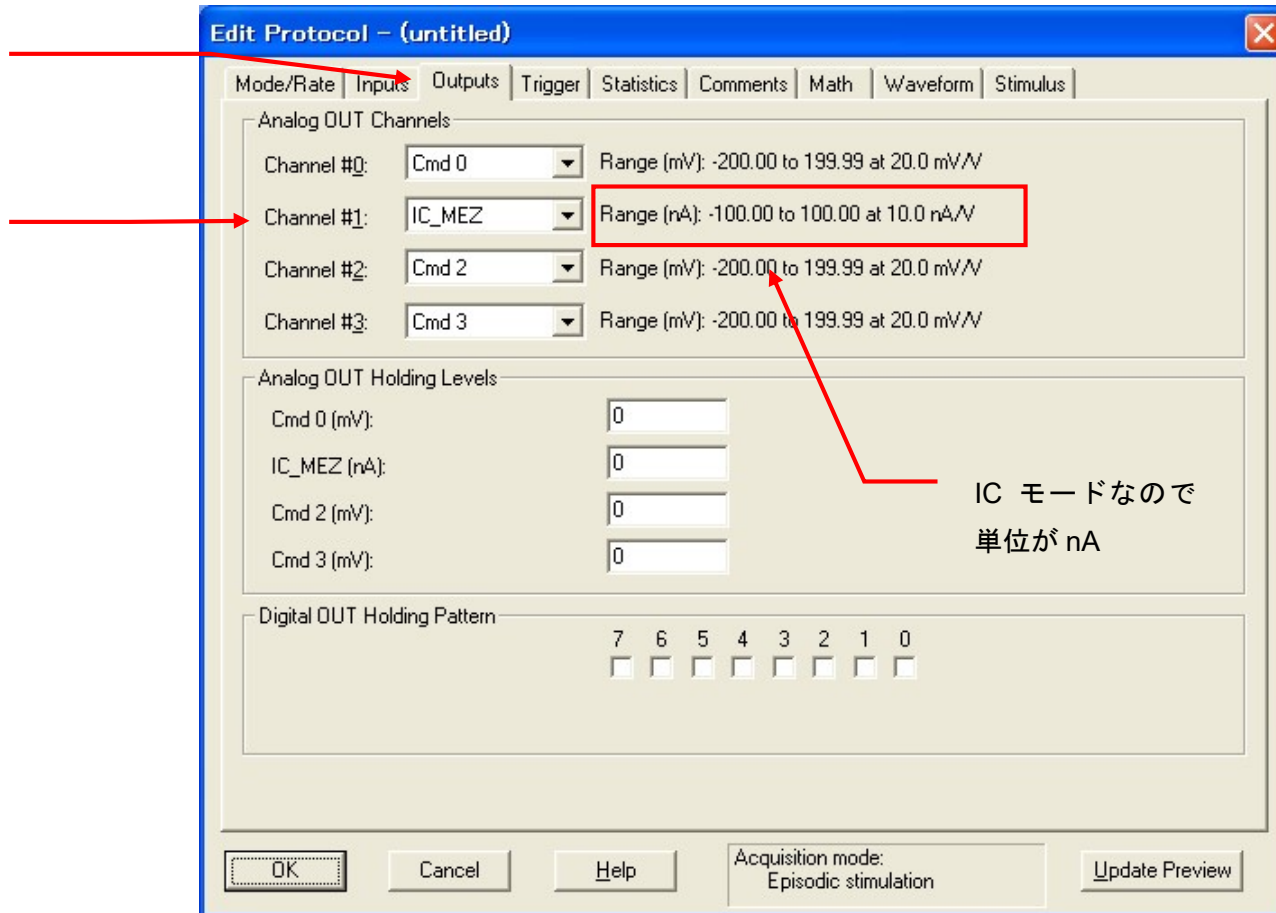 Edit Protocol - (untitled)
Mode/Rate Inputs Outputs Trigger Statistics Comments Math Waveform Stimulus
Analog OUT Channels
Channel #0: Cmd 0 Range (mV): -200.00 to 199.99 at 20.0 mV/V
Channel #1: IC_MEZ Range (nA): -100.00 to 100.00 at 10.0 nA/V
Channel #2: Cmd 2 Range (mV): -200.00 to 199.99 at 20.0 mV/V
Channel #3: Cmd 3 Range (mV): -200.00 to 199.99 at 20.0 mV/V
Analog OUT Holding Levels
Cmd 0 (mV): 0
IC_MEZ (nA): 0
Cmd 2 (mV): 0
Cmd 3 (mV): 0
IC モードなので
単位が nA
Digital OUT Holding Pattern
7 6 5 4 3 2 1 0
OK Cancel Help Acquisition mode: Update Preview
Episodic stimulation